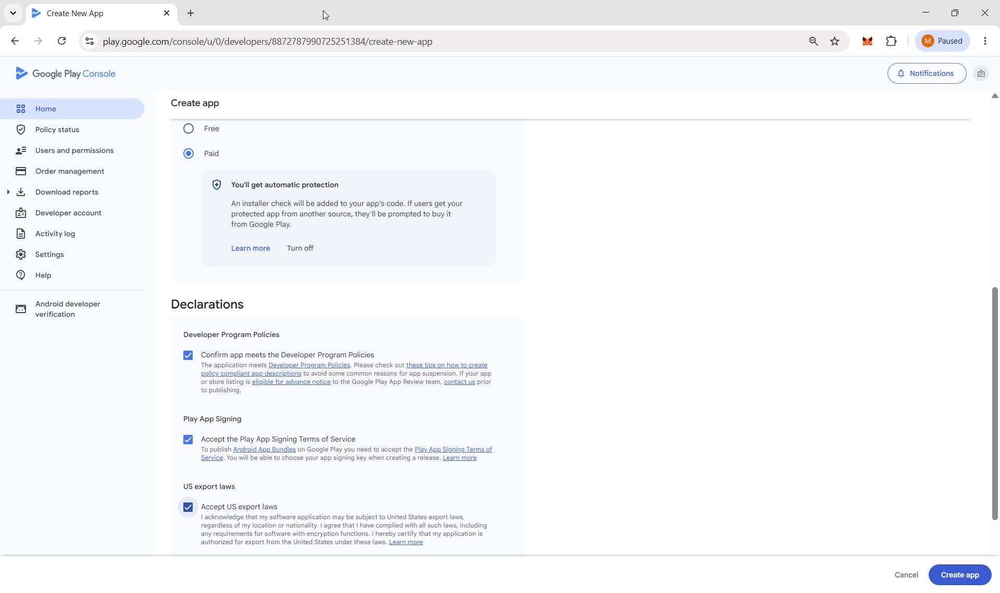 Create New App
play.google.com/console/u/0/developers/8872787990725251384/create-new-app
M Paused
Google Play Console
Notifications
Home
Policy status
Users and permissions
Order management
Download reports
Developer account
Activity log
Settings
Help
Android developer
verification
Create app
Free
Paid
You'll get automatic protection
An installer check will be added to your app's code. If users get your
protected app from another source, they'll be prompted to buy it
from Google Play.
Learn more Turn off
Declarations
Developer Program Policies
Confirm app meets the Developer Program Policies
The application meets Developer Program Policies. Please check out these tips on how to create
policy compliant app descriptions to avoid some common reasons for app suspension. If your app
or store listing is eligible for advance notice to the Google Play App Review team, contact us prior
to publishing.
Play App Signing
Accept the Play App Signing Terms of Service
To publish Android App Bundles on Google Play you need to accept the Play App Signing Terms of
Service. You will be able to choose your app signing key when creating a release. Learn more
US export laws
Accept US export laws
I acknowledge that my software application may be subject to United States export laws,
regardless of my location or nationality. I agree that I have complied with all such laws, including
any requirements for software with encryption functions. I hereby certify that my application is
authorized for export from the United States under these laws. Learn more
Cancel Create app